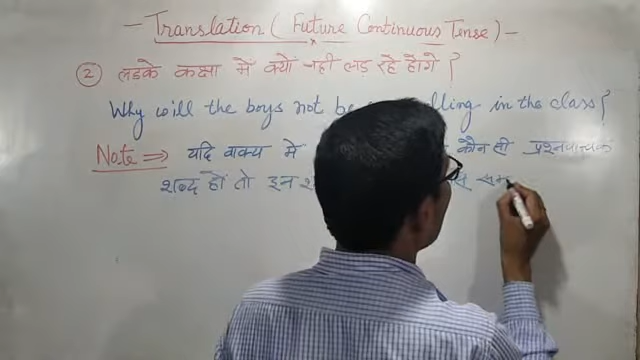 - Translation (Future Continuous Tense) -
② लड़के कक्षा में क्यों नहीं लड़ रहे होंगे ?
Why will the boys not be in the class?
Note ⇒ यदि वाक्य में कौन सी प्रश्नवाचक
शब्द हों तो इन